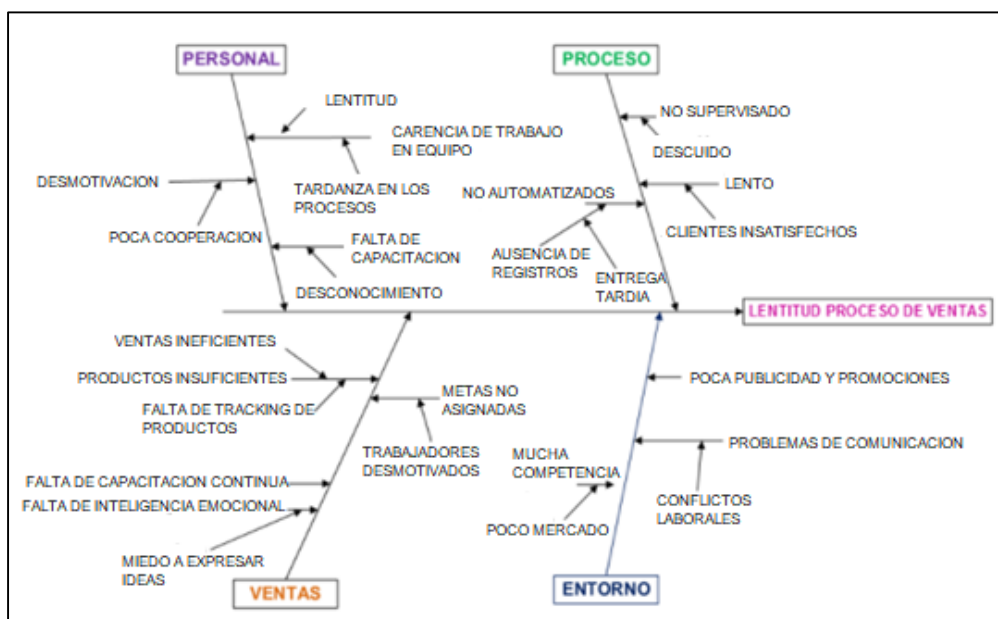 PERSONAL
PROCESO
LENTITUD
CARENCIA DE TRABAJO
EN EQUIPO
TARDANZA EN LOS
PROCESOS
DESMOTIVACION
POCA COOPERACION
FALTA DE
CAPACITACION
DESCONOCIMIENTO
NO SUPERVISADO
DESCUIDO
LENTO
NO AUTOMATIZADOS
CLIENTES INSATISFECHOS
AUSENCIA DE
REGISTROS
ENTREGA
TARDIA
LENTITUD PROCESO DE VENTAS
VENTAS INEFICIENTES
PRODUCTOS INSUFICIENTES
FALTA DE TRACKING DE
PRODUCTOS
METAS NO
ASIGNADAS
TRABAJADORES
DESMOTIVADOS
FALTA DE CAPACITACION CONTINUA
FALTA DE INTELIGENCIA EMOCIONAL
MIEDO A EXPRESAR
IDEAS
POCA PUBLICIDAD Y PROMOCIONES
PROBLEMAS DE COMUNICACION
MUCHA
COMPETENCIA
CONFLICTOS
LABORALES
POCO MERCADO
VENTAS
ENTORNO